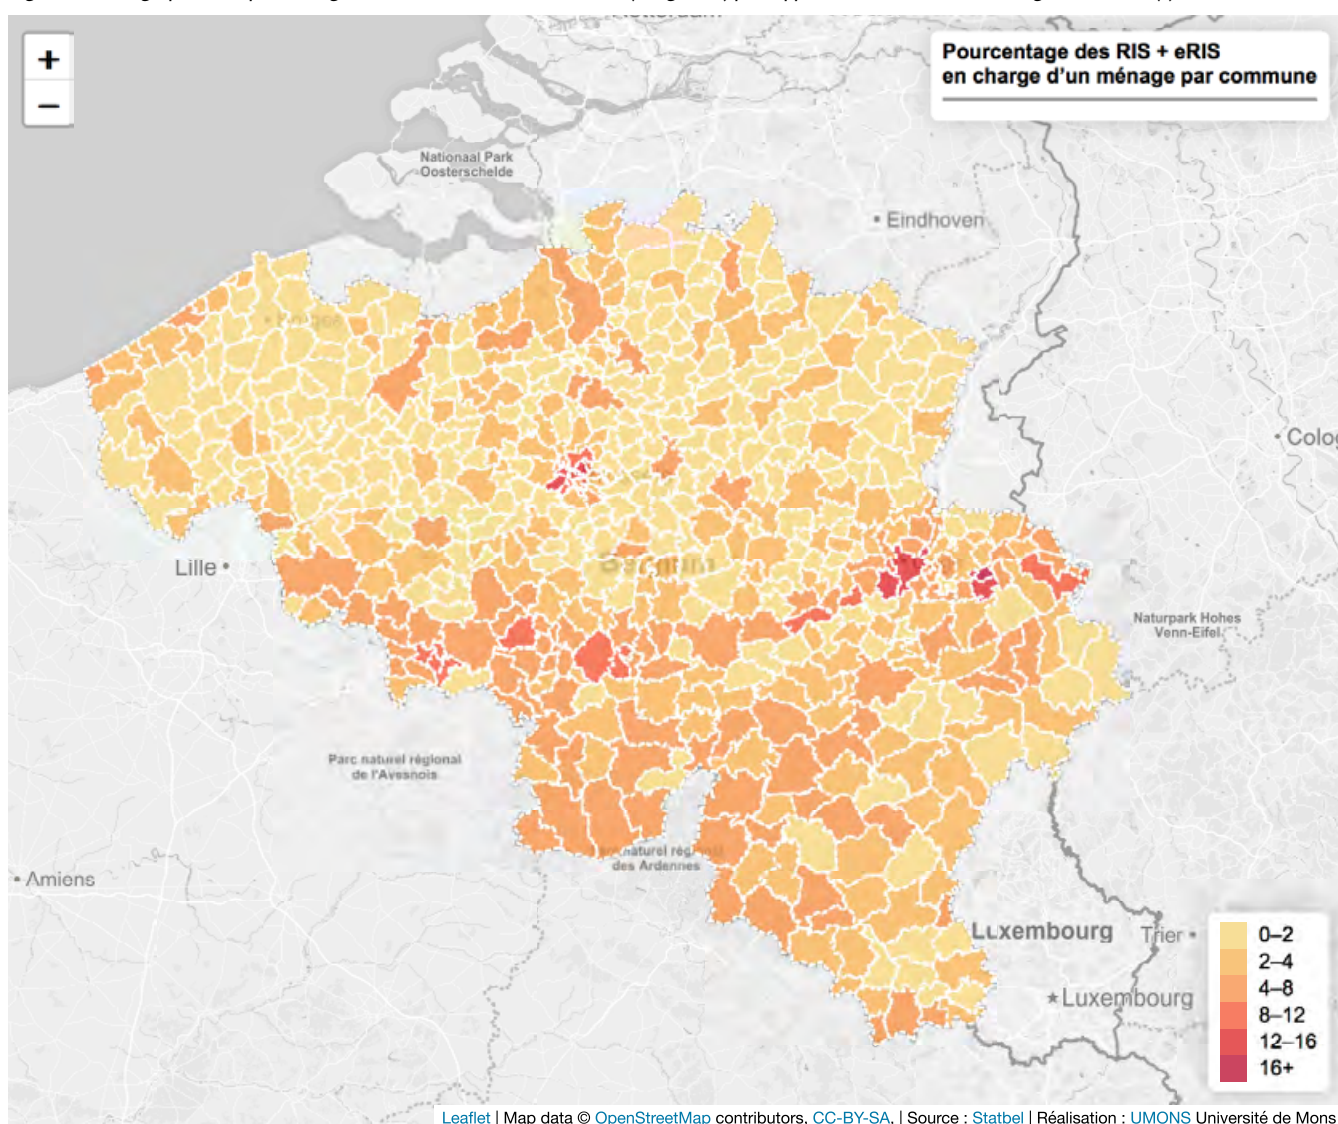 +
−
Pourcentage des RIS + eRIS
en charge d'un ménage par commune
Nationaal Park
Oosterschelde
Eindhoven
Lille
Naturpark Hohes
Venn-Eifel
Parc naturel régional
de l'Avesnois
des Ardennes
Amiens
Luxembourg
Trier
Luxembourg
0–2
2–4
4–8
8–12
12–16
16+
Leaflet | Map data © OpenStreetMap contributors, CC-BY-SA, | Source : Statbel | Réalisation : UMONS Université de Mons